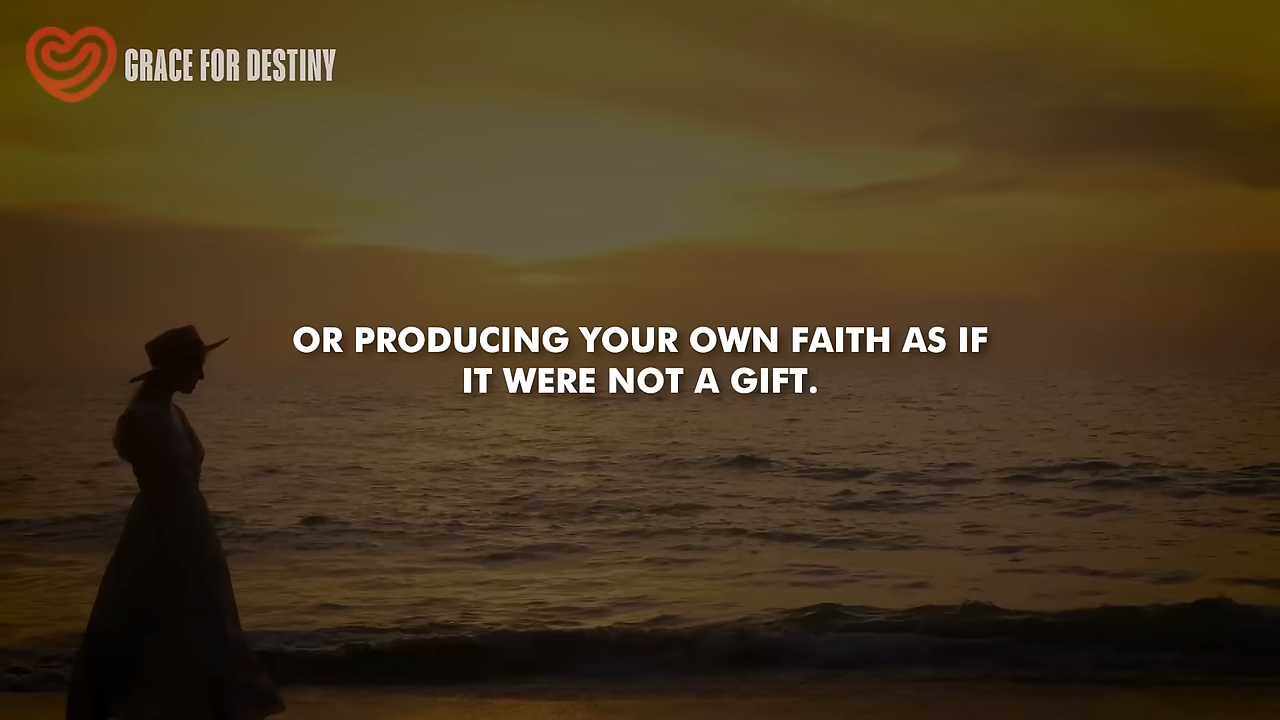 GRACE FOR DESTINY
OR PRODUCING YOUR OWN FAITH AS IF
IT WERE NOT A GIFT.